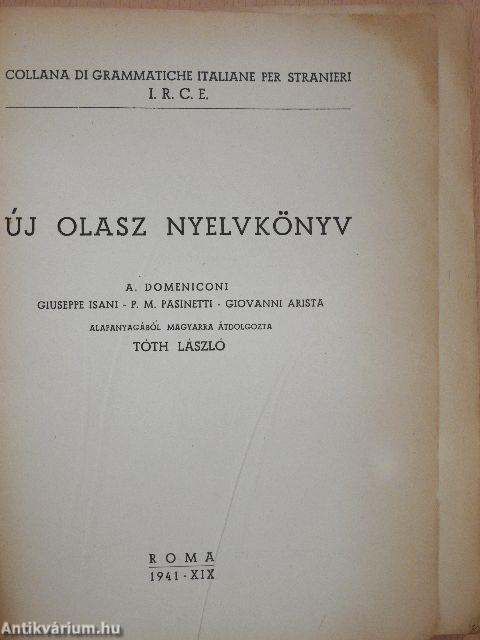 COLLANA DI GRAMMATICHE ITALIANE PER STRANIERI
I. R. C. E.
ÚJ OLASZ NYELVKÖNYV
A. DOMENICONI
GIUSEPPE ISANI - P. M. PASINETTI - GIOVANNI ARISTA
ALAPANYAGÁBÓL MAGYARRA ÁTDOLGOZTA
TÓTH LÁSZLÓ
ROMA
1941 - XIX
Antikvárium.hu